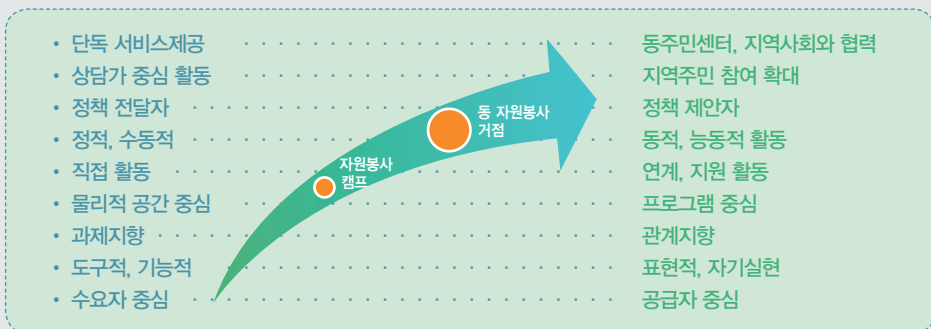 • 단독 서비스제공 동주민센터, 지역사회와 협력
• 상담가 중심 활동 지역주민 참여 확대
• 정책 전달자 정책 제안자
• 정적, 수동적 동적, 능동적 활동
• 직접 활동 연계, 지원 활동
• 물리적 공간 중심 프로그램 중심
• 과제지향 관계지향
• 도구적, 기능적 표현적, 자기실현
• 수요자 중심 공급자 중심
동 자원봉사
거점
자원봉사
캠프